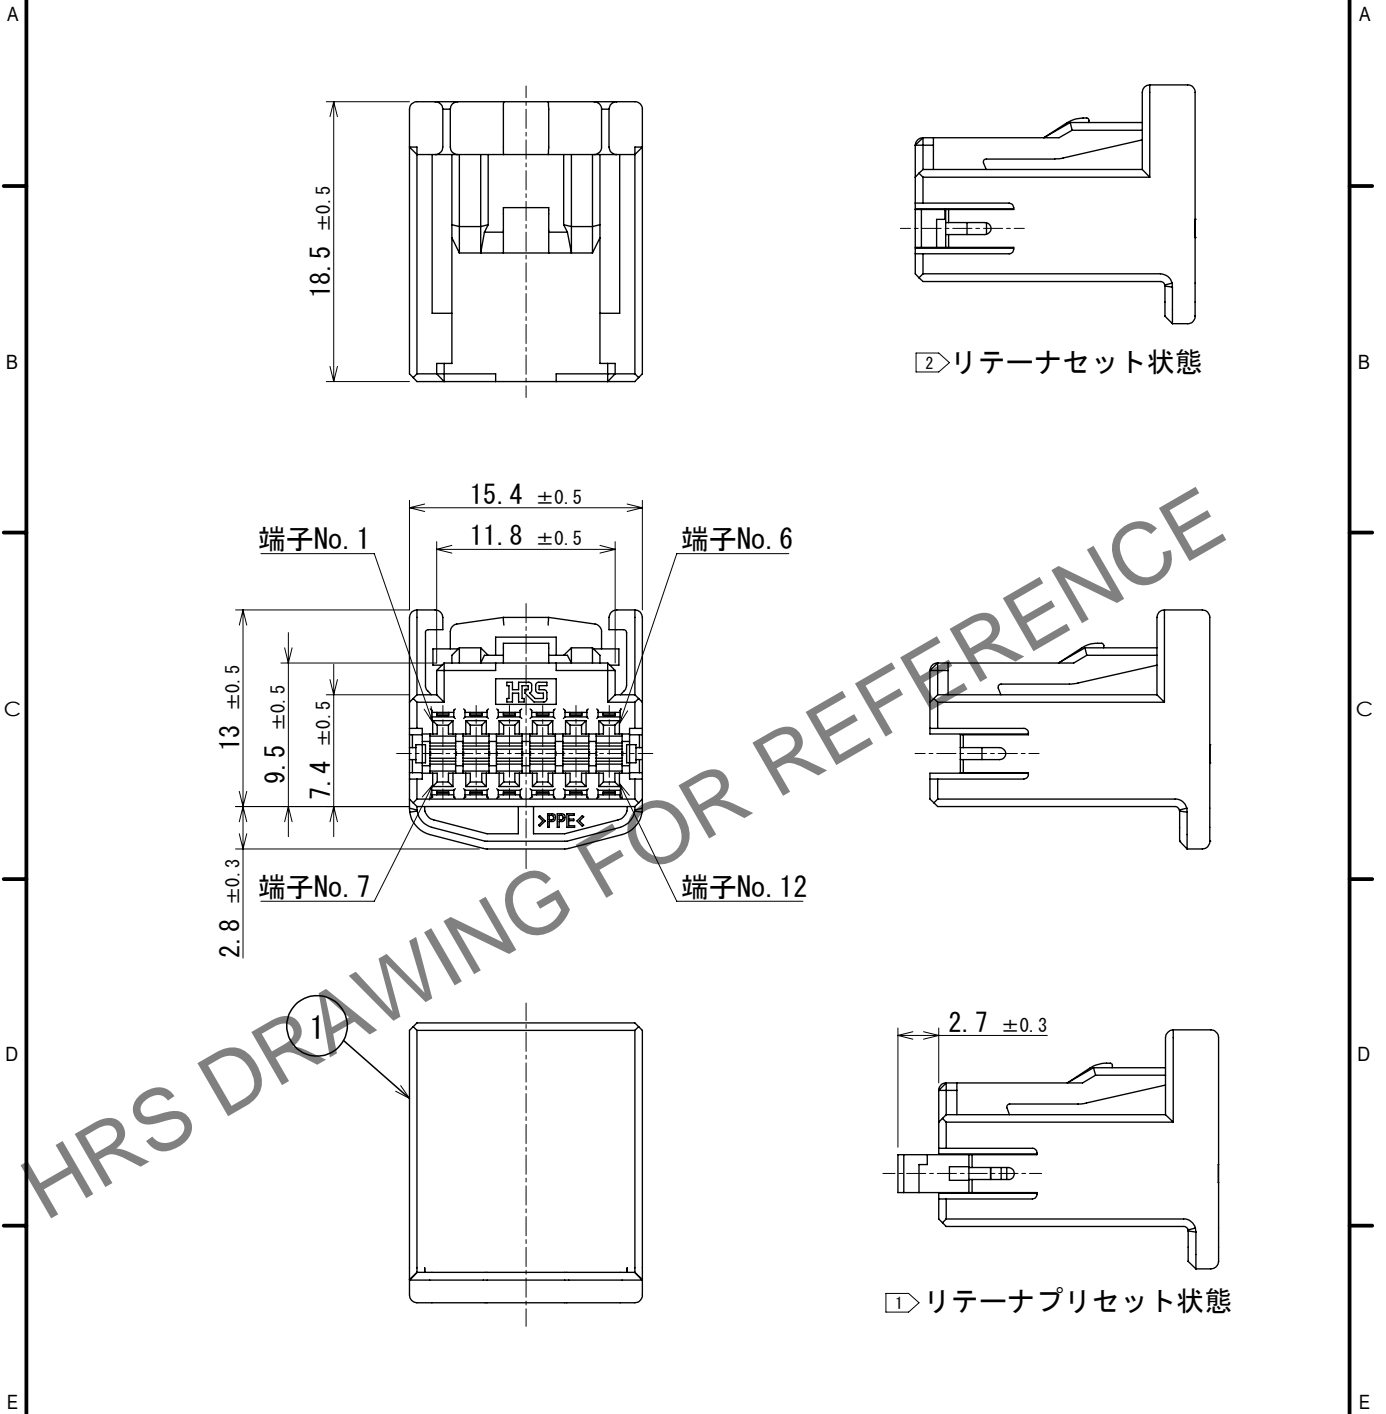 A
A
18.5 ±0.5
2 リテーナセット状態
B
B
15.4 ±0.5
11.8 ±0.5
端子No.1
端子No.6
13 ±0.5
9.5 ±0.5
7.4 ±0.5
HRS
C
C
>PPE<
2.8 ±0.3
端子No.7
端子No.12
HRS DRAWING FOR REFERENCE
1
2.7 ±0.3
D
D
1 リテーナプリセット状態
E
E